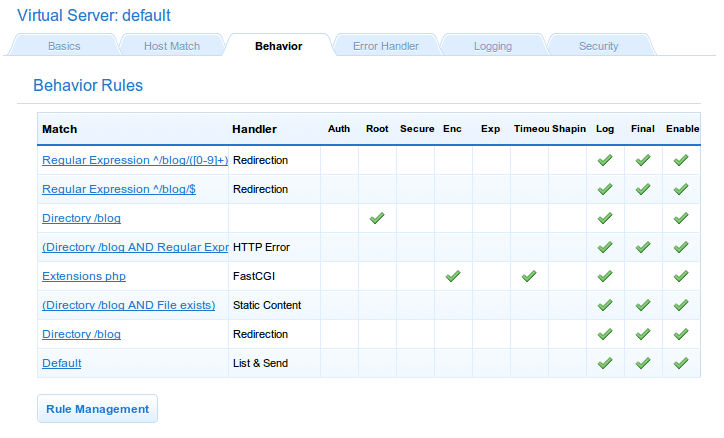 Virtual Server: default
Basics Host Match Behavior Error Handler Logging Security
Behavior Rules
Match Handler Auth Root Secure Enc Exp Timeou Shapin Log Final Enable
Regular Expression ^/blog/([0-9]+) Redirection
Regular Expression ^/blog/$ Redirection
Directory /blog
(Directory /blog AND Regular Expr HTTP Error
Extensions php FastCGI
(Directory /blog AND File exists) Static Content
Directory /blog Redirection
Default List & Send
Rule Management